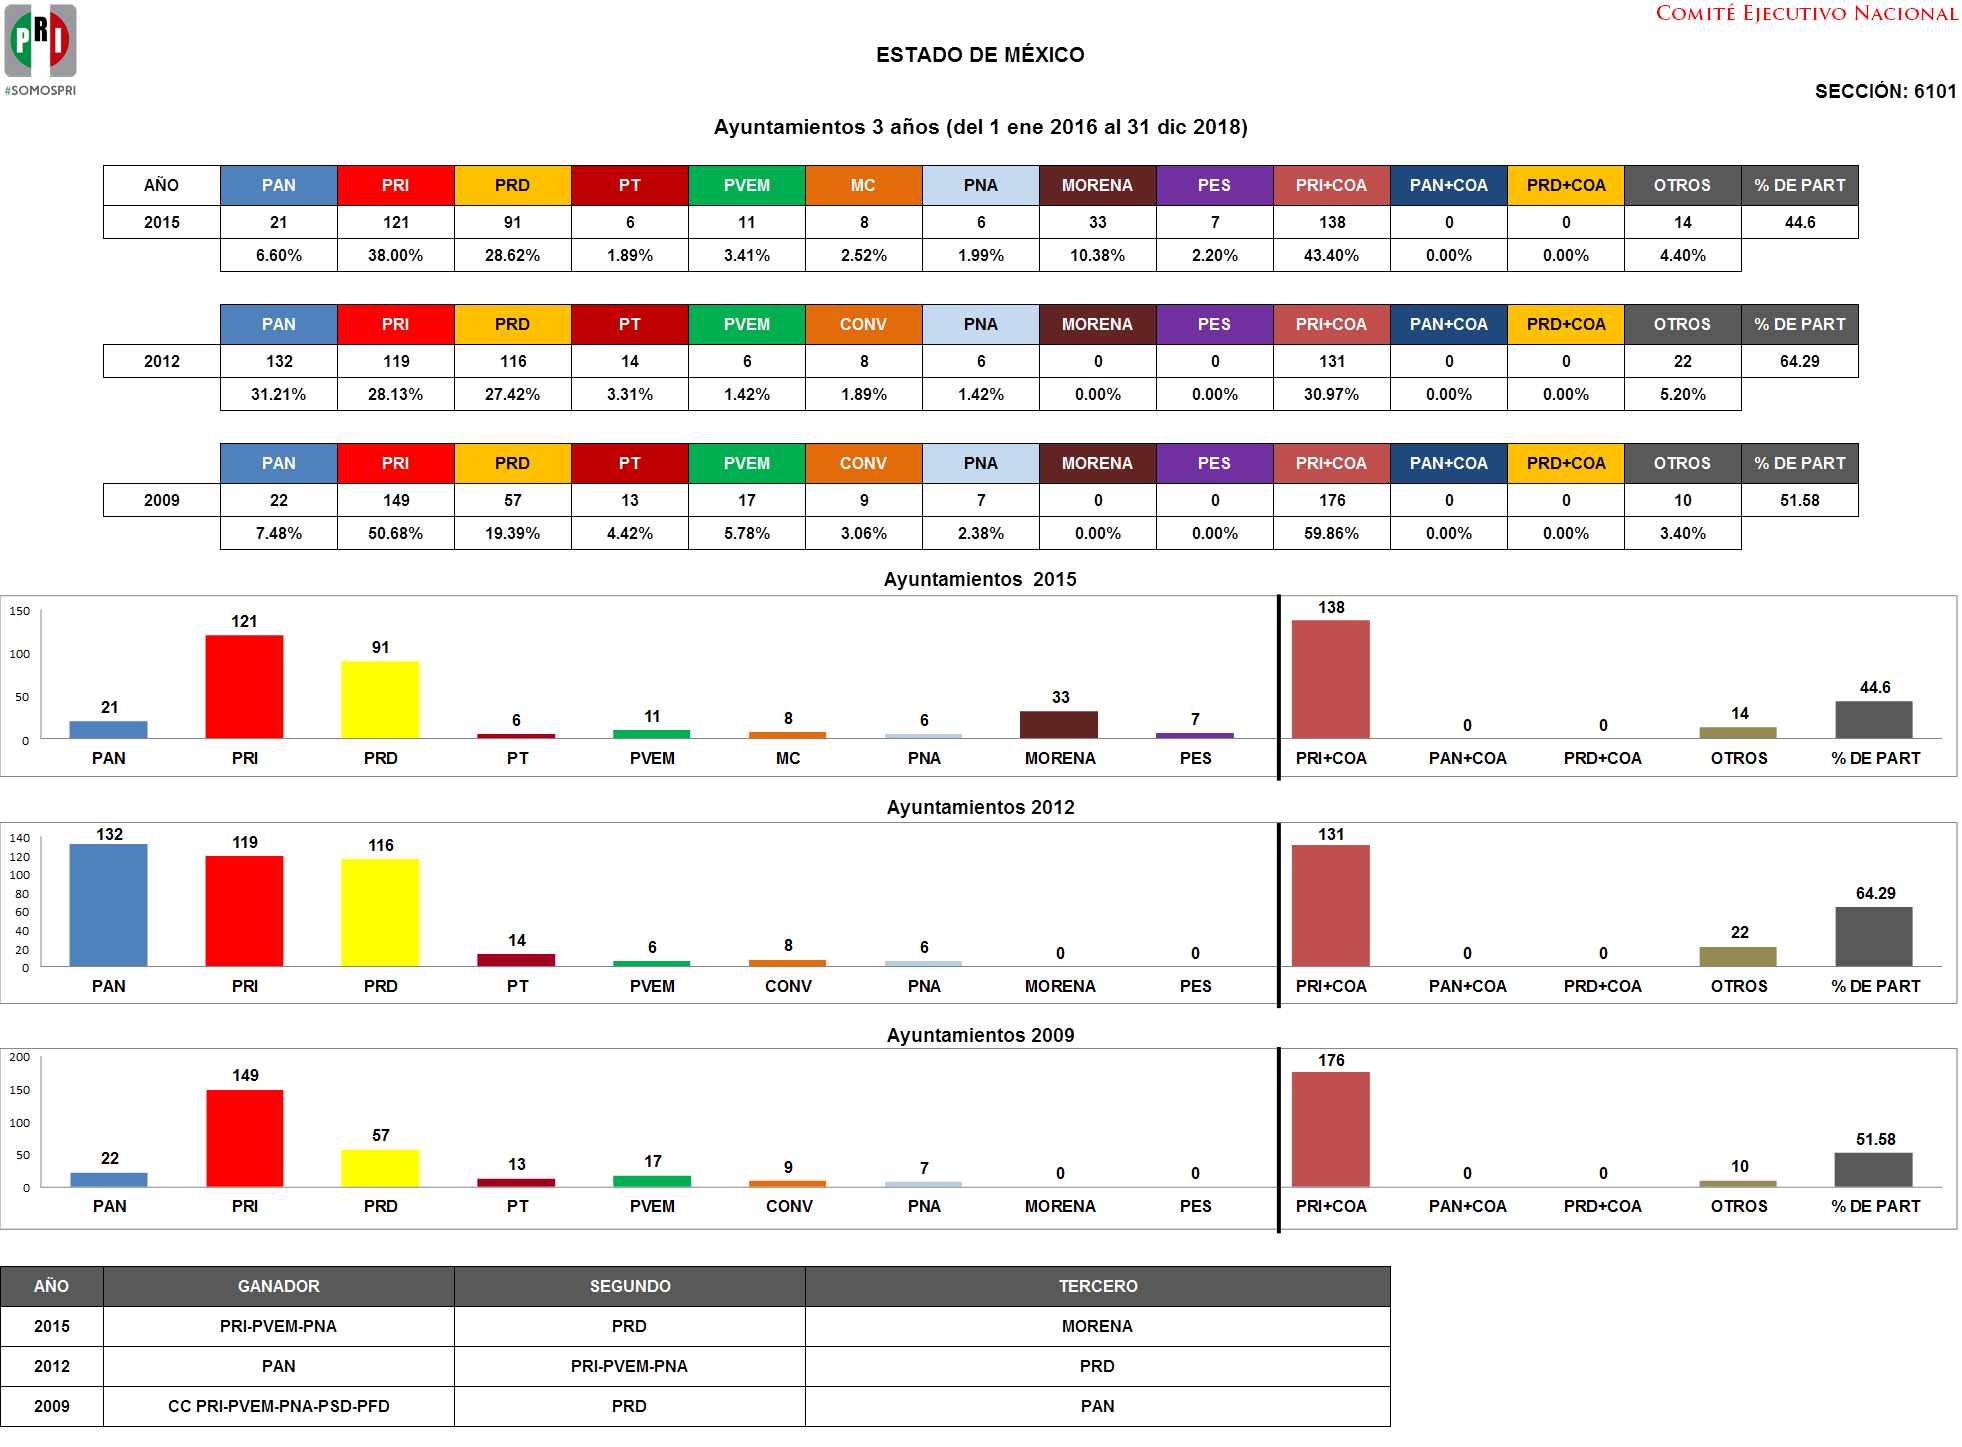 COMITÉ EJECUTIVO NACIONAL
PRI
#SOMOSPRI
ESTADO DE MÉXICO
SECCIÓN: 6101
Ayuntamientos 3 años (del 1 ene 2016 al 31 dic 2018)
AÑO PAN PRI PRD PT PVEM MC PNA MORENA PES PRI+COA PAN+COA PRD+COA OTROS % DE PART
2015 21 121 91 6 11 8 6 33 7 138 0 0 14 44.6
6.60% 38.00% 28.62% 1.89% 3.41% 2.52% 1.99% 10.38% 2.20% 43.40% 0.00% 0.00% 4.40%
PAN PRI PRD PT PVEM CONV PNA MORENA PES PRI+COA PAN+COA PRD+COA OTROS % DE PART
2012 132 119 116 14 6 8 6 0 0 131 0 0 22 64.29
31.21% 28.13% 27.42% 3.31% 1.42% 1.89% 1.42% 0.00% 0.00% 30.97% 0.00% 0.00% 5.20%
PAN PRI PRD PT PVEM CONV PNA MORENA PES PRI+COA PAN+COA PRD+COA OTROS % DE PART
2009 22 149 57 13 17 9 7 0 0 176 0 0 10 51.58
7.48% 50.68% 19.39% 4.42% 5.78% 3.06% 2.38% 0.00% 0.00% 59.86% 0.00% 0.00% 3.40%
Ayuntamientos 2015
150
100
50
0
21 121 91 6 11 8 6 33 7 138 0 0 14 44.6
PAN PRI PRD PT PVEM MC PNA MORENA PES PRI+COA PAN+COA PRD+COA OTROS % DE PART
Ayuntamientos 2012
140
120
100
80
60
40
20
0
132 119 116 14 6 8 6 0 0 131 0 0 22 64.29
PAN PRI PRD PT PVEM CONV PNA MORENA PES PRI+COA PAN+COA PRD+COA OTROS % DE PART
Ayuntamientos 2009
200
150
100
50
0
22 149 57 13 17 9 7 0 0 176 0 0 10 51.58
PAN PRI PRD PT PVEM CONV PNA MORENA PES PRI+COA PAN+COA PRD+COA OTROS % DE PART
AÑO GANADOR SEGUNDO TERCERO
2015 PRI-PVEM-PNA PRD MORENA
2012 PAN PRI-PVEM-PNA PRD
2009 CC PRI-PVEM-PNA-PSD-PFD PRD PAN